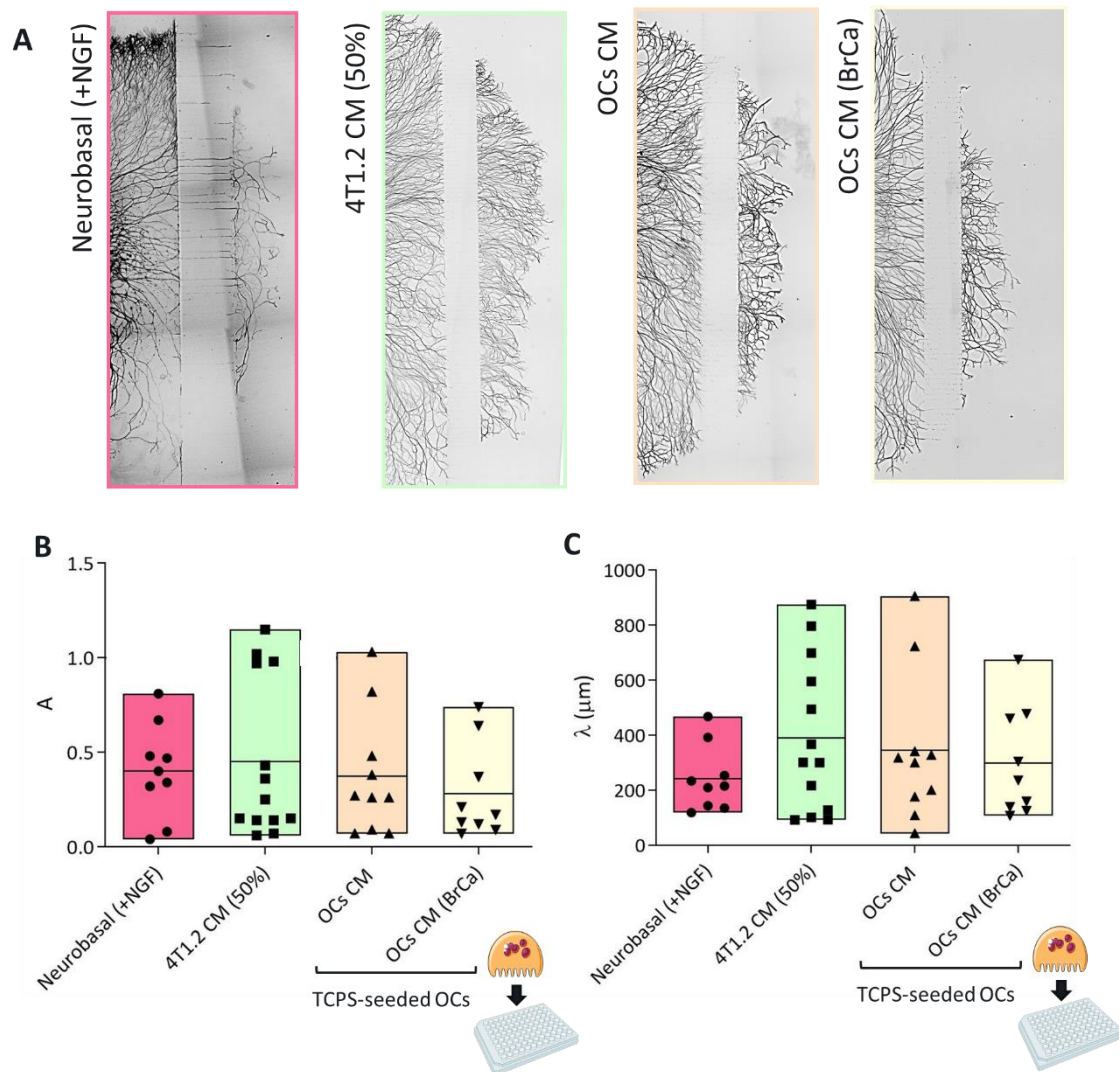 A
Neurobasal (+NGF)
4T1.2 CM (50%)
OCs CM
OCs CM (BrCa)
B
1.5
1.0
0.5
0.0
A
Neurobasal (+NGF)
4T1.2 CM (50%)
OCs CM
OCs CM (BrCa)
TCPS-seeded OCs
C
1000
800
600
400
200
0
λ (μm)
Neurobasal (+NGF)
4T1.2 CM (50%)
OCs CM
OCs CM (BrCa)
TCPS-seeded OCs